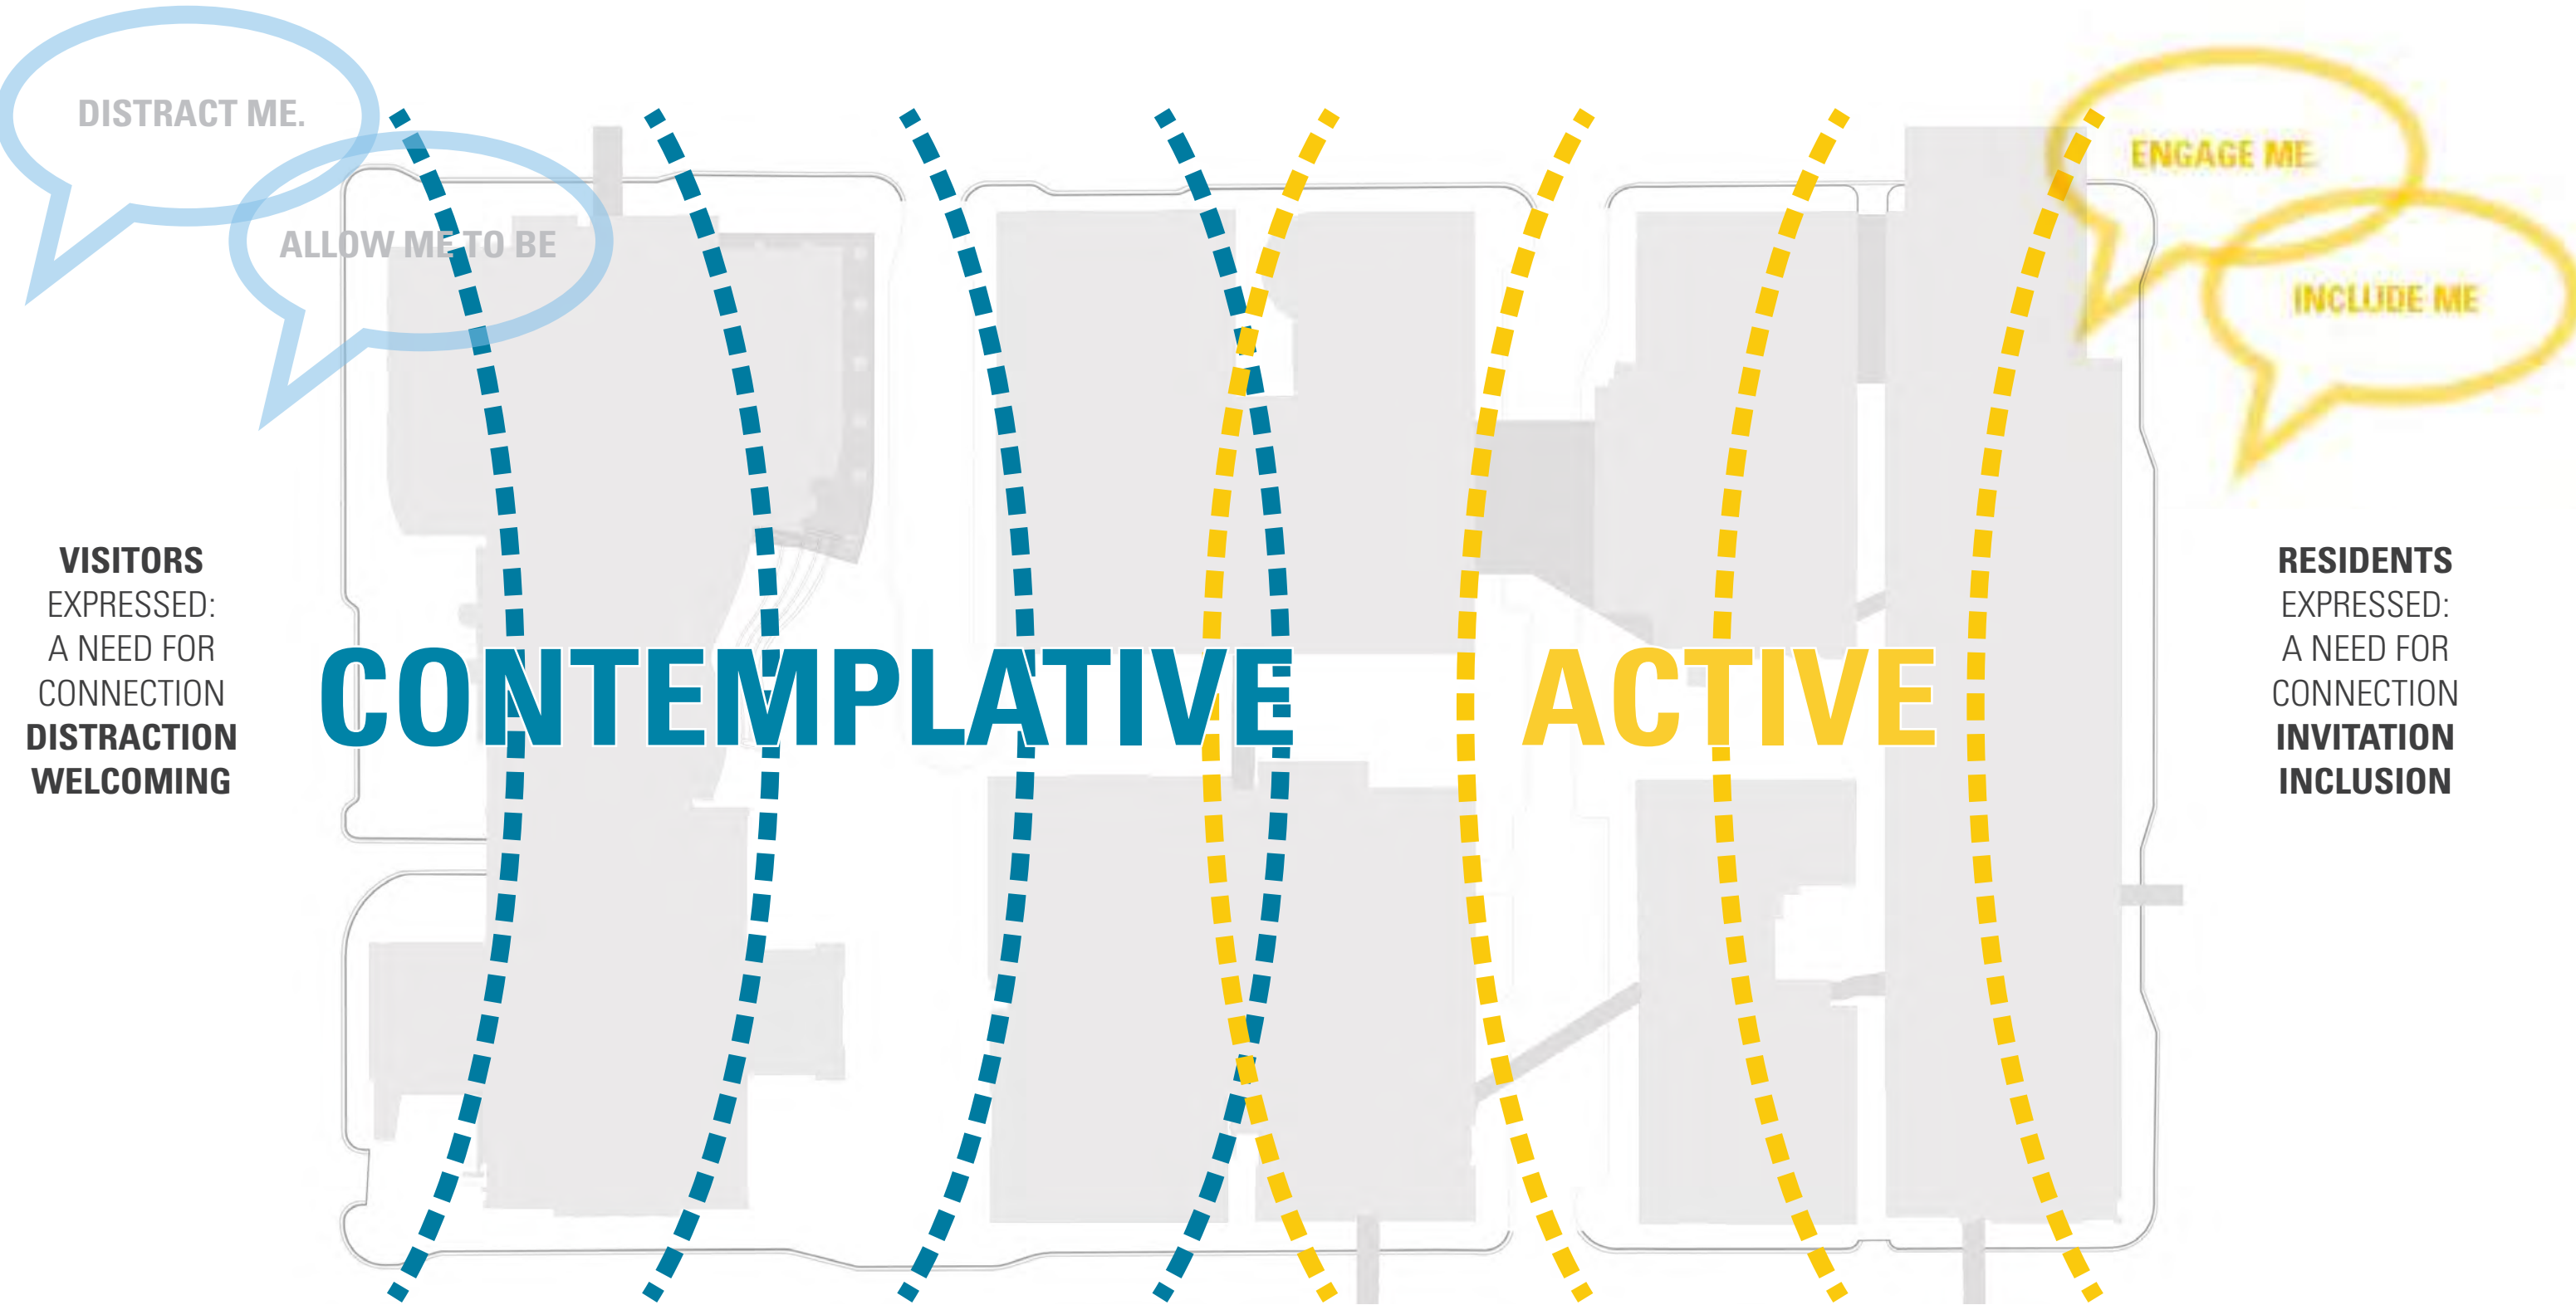 DISTRACT ME.
ALLOW ME TO BE
ENGAGE ME.
INCLUDE ME
VISITORS
EXPRESSED:
A NEED FOR
CONNECTION
DISTRACTION
WELCOMING
CONTEMPLATIVE
ACTIVE
RESIDENTS
EXPRESSED:
A NEED FOR
CONNECTION
INVITATION
INCLUSION